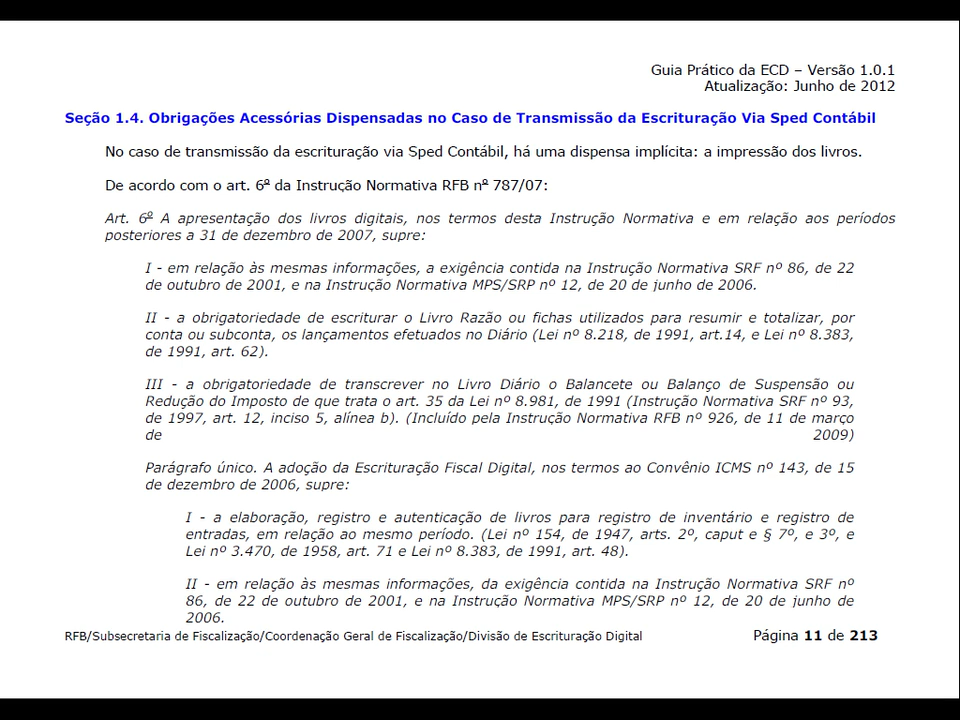 Guia Prático da ECD – Versão 1.0.1
Atualização: Junho de 2012
Seção 1.4. Obrigações Acessórias Dispensadas no Caso de Transmissão da Escrituração Via Sped Contábil
No caso de transmissão da escrituração via Sped Contábil, há uma dispensa implícita: a impressão dos livros.
De acordo com o art. 6º da Instrução Normativa RFB nº 787/07:
Art. 6º A apresentação dos livros digitais, nos termos desta Instrução Normativa e em relação aos períodos
posteriores a 31 de dezembro de 2007, supre:
I - em relação às mesmas informações, a exigência contida na Instrução Normativa SRF nº 86, de 22
de outubro de 2001, e na Instrução Normativa MPS/SRP nº 12, de 20 de junho de 2006.
II - a obrigatoriedade de escriturar o Livro Razão ou fichas utilizados para resumir e totalizar, por
conta ou subconta, os lançamentos efetuados no Diário (Lei nº 8.218, de 1991, art.14, e Lei nº 8.383,
de 1991, art. 62).
III - a obrigatoriedade de transcrever no Livro Diário o Balancete ou Balanço de Suspensão ou
Redução do Imposto de que trata o art. 35 da Lei nº 8.981, de 1991 (Instrução Normativa SRF nº 93,
de 1997, art. 12, inciso 5, alínea b). (Incluído pela Instrução Normativa RFB nº 926, de 11 de março
de 2009)
Parágrafo único. A adoção da Escrituração Fiscal Digital, nos termos ao Convênio ICMS nº 143, de 15
de dezembro de 2006, supre:
I - a elaboração, registro e autenticação de livros para registro de inventário e registro de
entradas, em relação ao mesmo período. (Lei nº 154, de 1947, arts. 2º, caput e § 7º, e 3º, e
Lei nº 3.470, de 1958, art. 71 e Lei nº 8.383, de 1991, art. 48).
II - em relação às mesmas informações, da exigência contida na Instrução Normativa SRF nº
86, de 22 de outubro de 2001, e na Instrução Normativa MPS/SRP nº 12, de 20 de junho de
2006.
RFB/Subsecretaria de Fiscalização/Coordenação Geral de Fiscalização/Divisão de Escrituração Digital Página 11 de 213